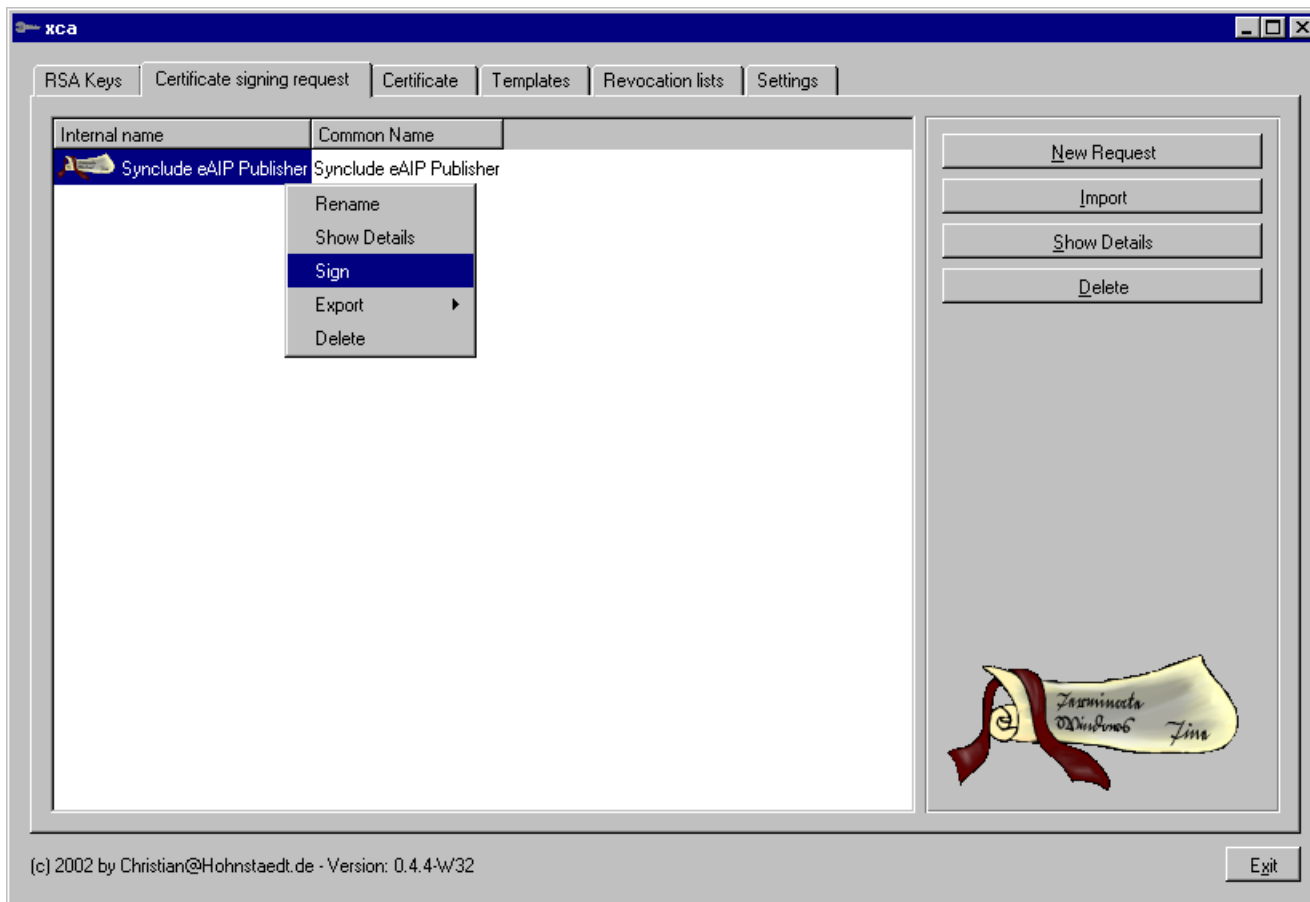 xca
RSA Keys Certificate signing request Certificate Templates Revocation lists Settings
Internal name Common Name
Synclude eAIP Publisher Synclude eAIP Publisher
Rename
Show Details
Sign
Export
Delete
New Request
Import
Show Details
Delete
Windows
(c) 2002 by Christian@Hohnstaedt.de - Version: 0.4.4-W32
Exit